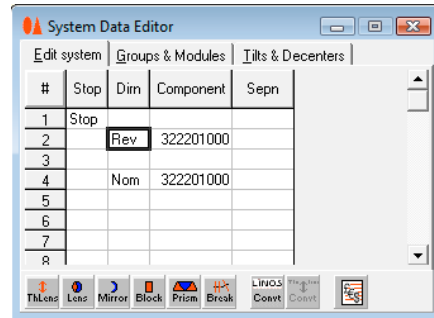 System Data Editor
Edit system Groups & Modules Tilts & Decenters
# Stop Dirn Component Sepn
1 Stop
2 Rev 322201000
3
4 Nom 322201000
5
6
7
8
ThLens Lens Mirror Block Prism Break LINOS Convt Convt